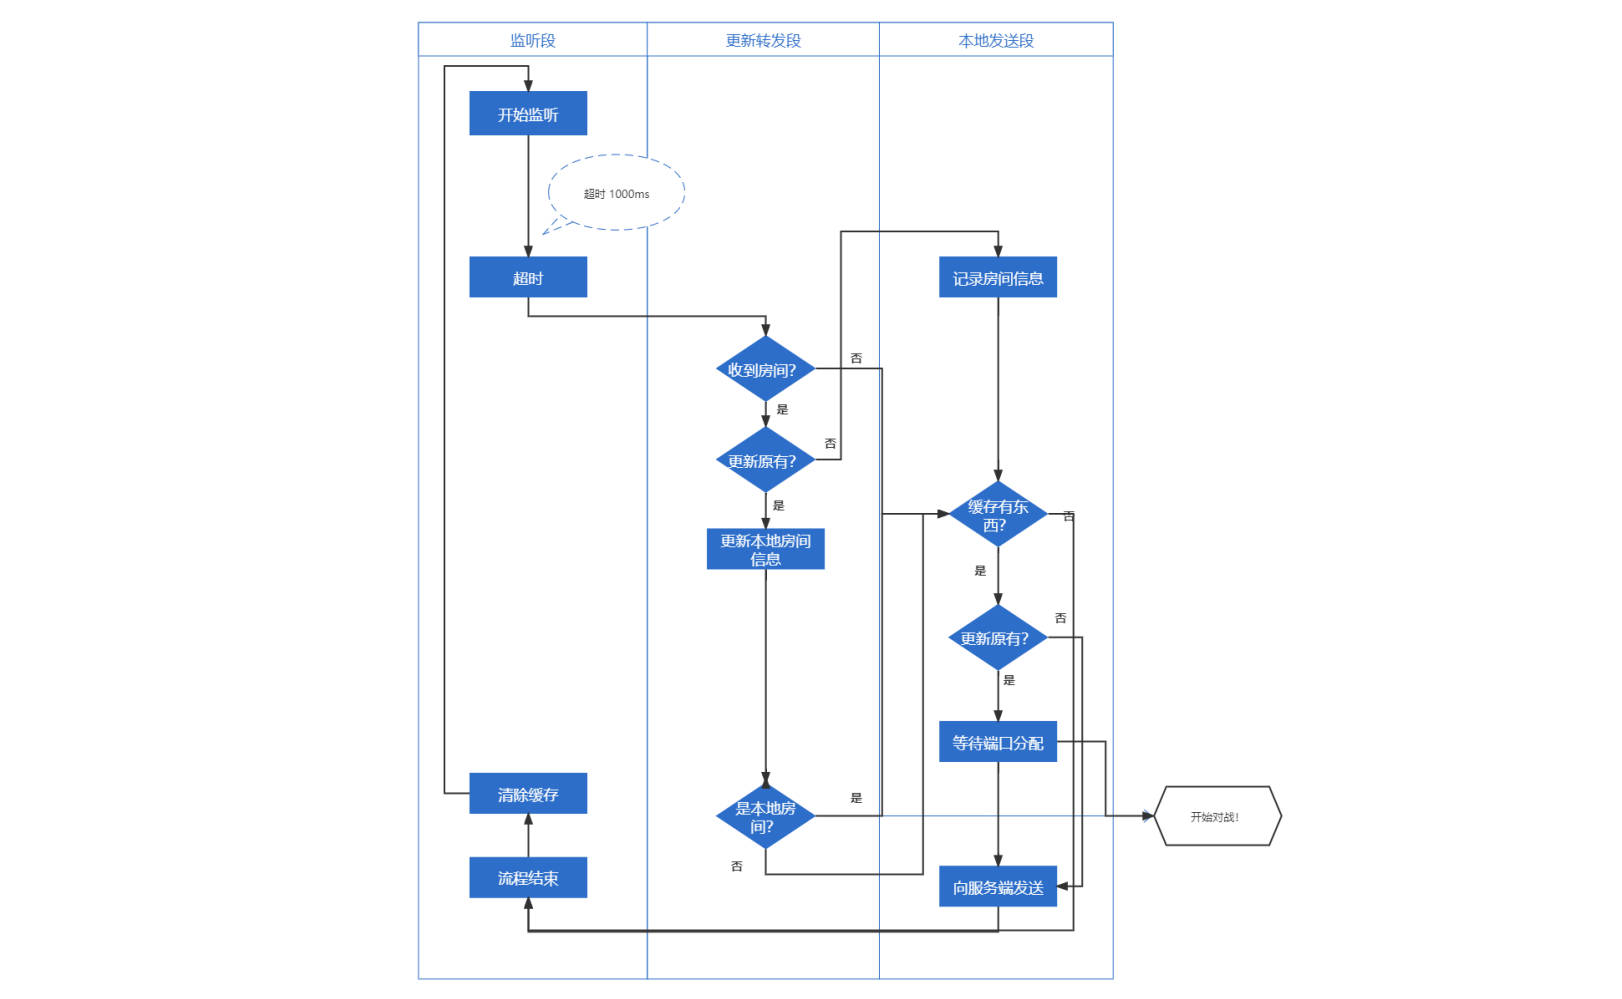 监听段
更新转发段
本地发送段
开始监听
超时 1000ms
超时
记录房间信息
收到房间？
否
是
更新原有？
否
是
更新本地房间
信息
缓存有东
西？
否
是
更新原有？
否
是
等待端口分配
清除缓存
是本地房
间？
是
否
开始对战！
流程结束
向服务端发送